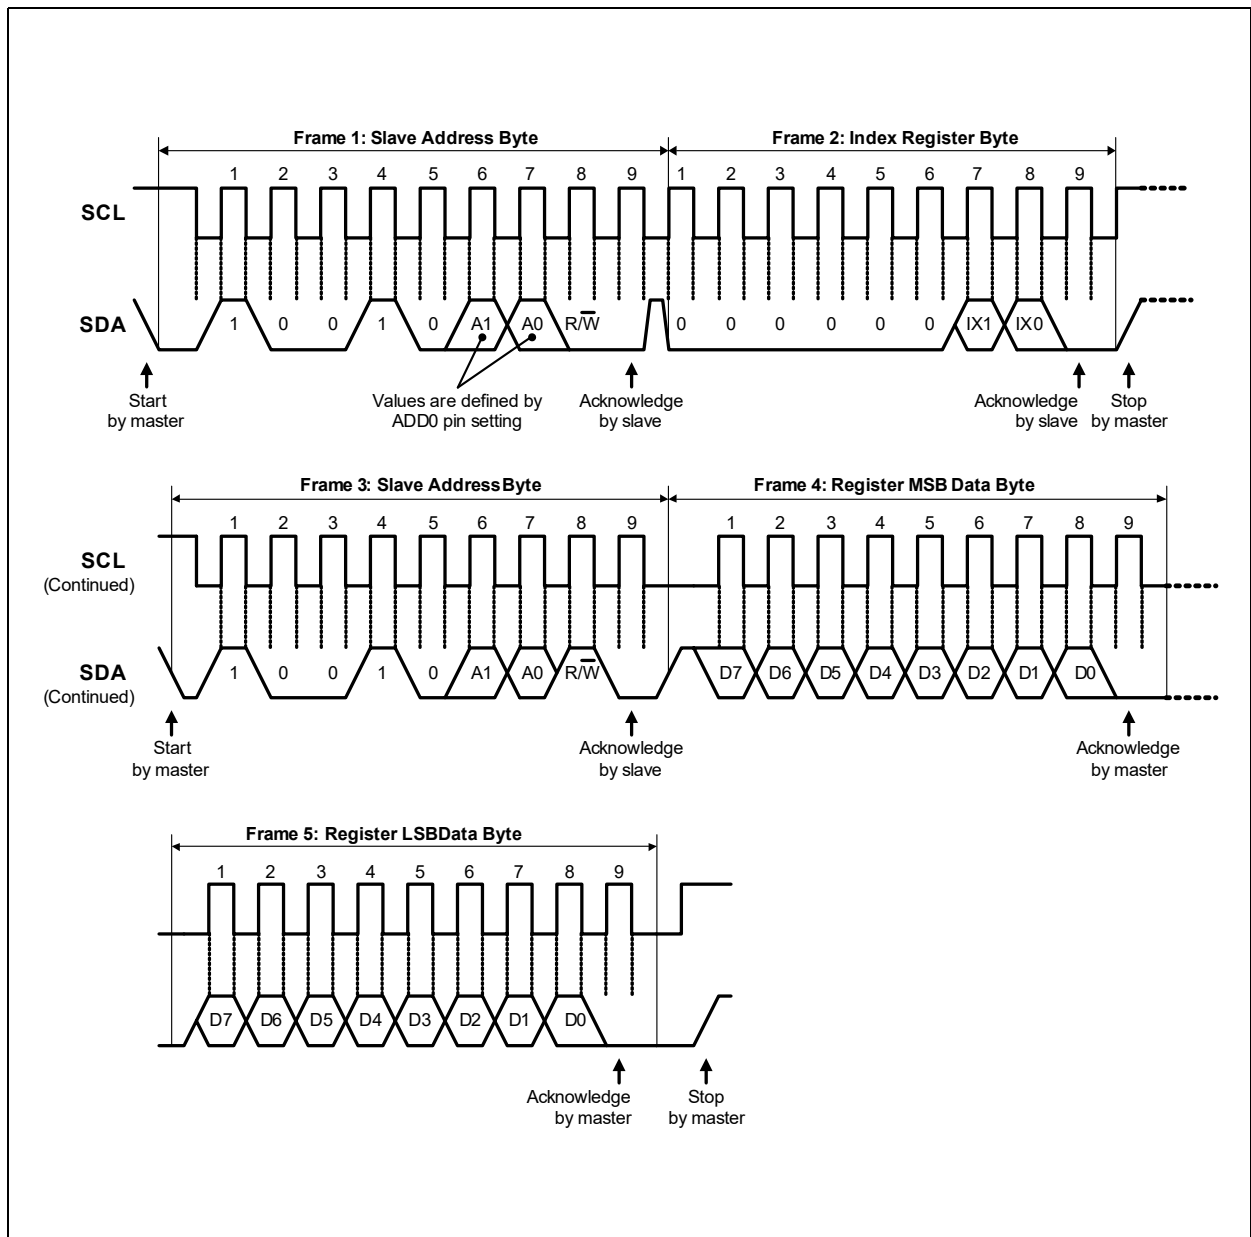 Frame 1: Slave Address Byte Frame 2: Index Register Byte
1 2 3 4 5 6 7 8 9 1 2 3 4 5 6 7 8 9
SCL
SDA 1 0 0 1 0 A1 A0 R/W̅ 0 0 0 0 0 0 IX1 IX0
Start Values are defined by Acknowledge Acknowledge Stop
by master ADD0 pin setting by slave by slave by master
Frame 3: Slave Address Byte Frame 4: Register MSB Data Byte
1 2 3 4 5 6 7 8 9 1 2 3 4 5 6 7 8 9
SCL
(Continued)
SDA 1 0 0 1 0 A1 A0 R/W̅ D7 D6 D5 D4 D3 D2 D1 D0
(Continued)
Start Acknowledge Acknowledge
by master by slave by master
Frame 5: Register LSBData Byte
1 2 3 4 5 6 7 8 9
D7 D6 D5 D4 D3 D2 D1 D0
Acknowledge Stop
by master by master